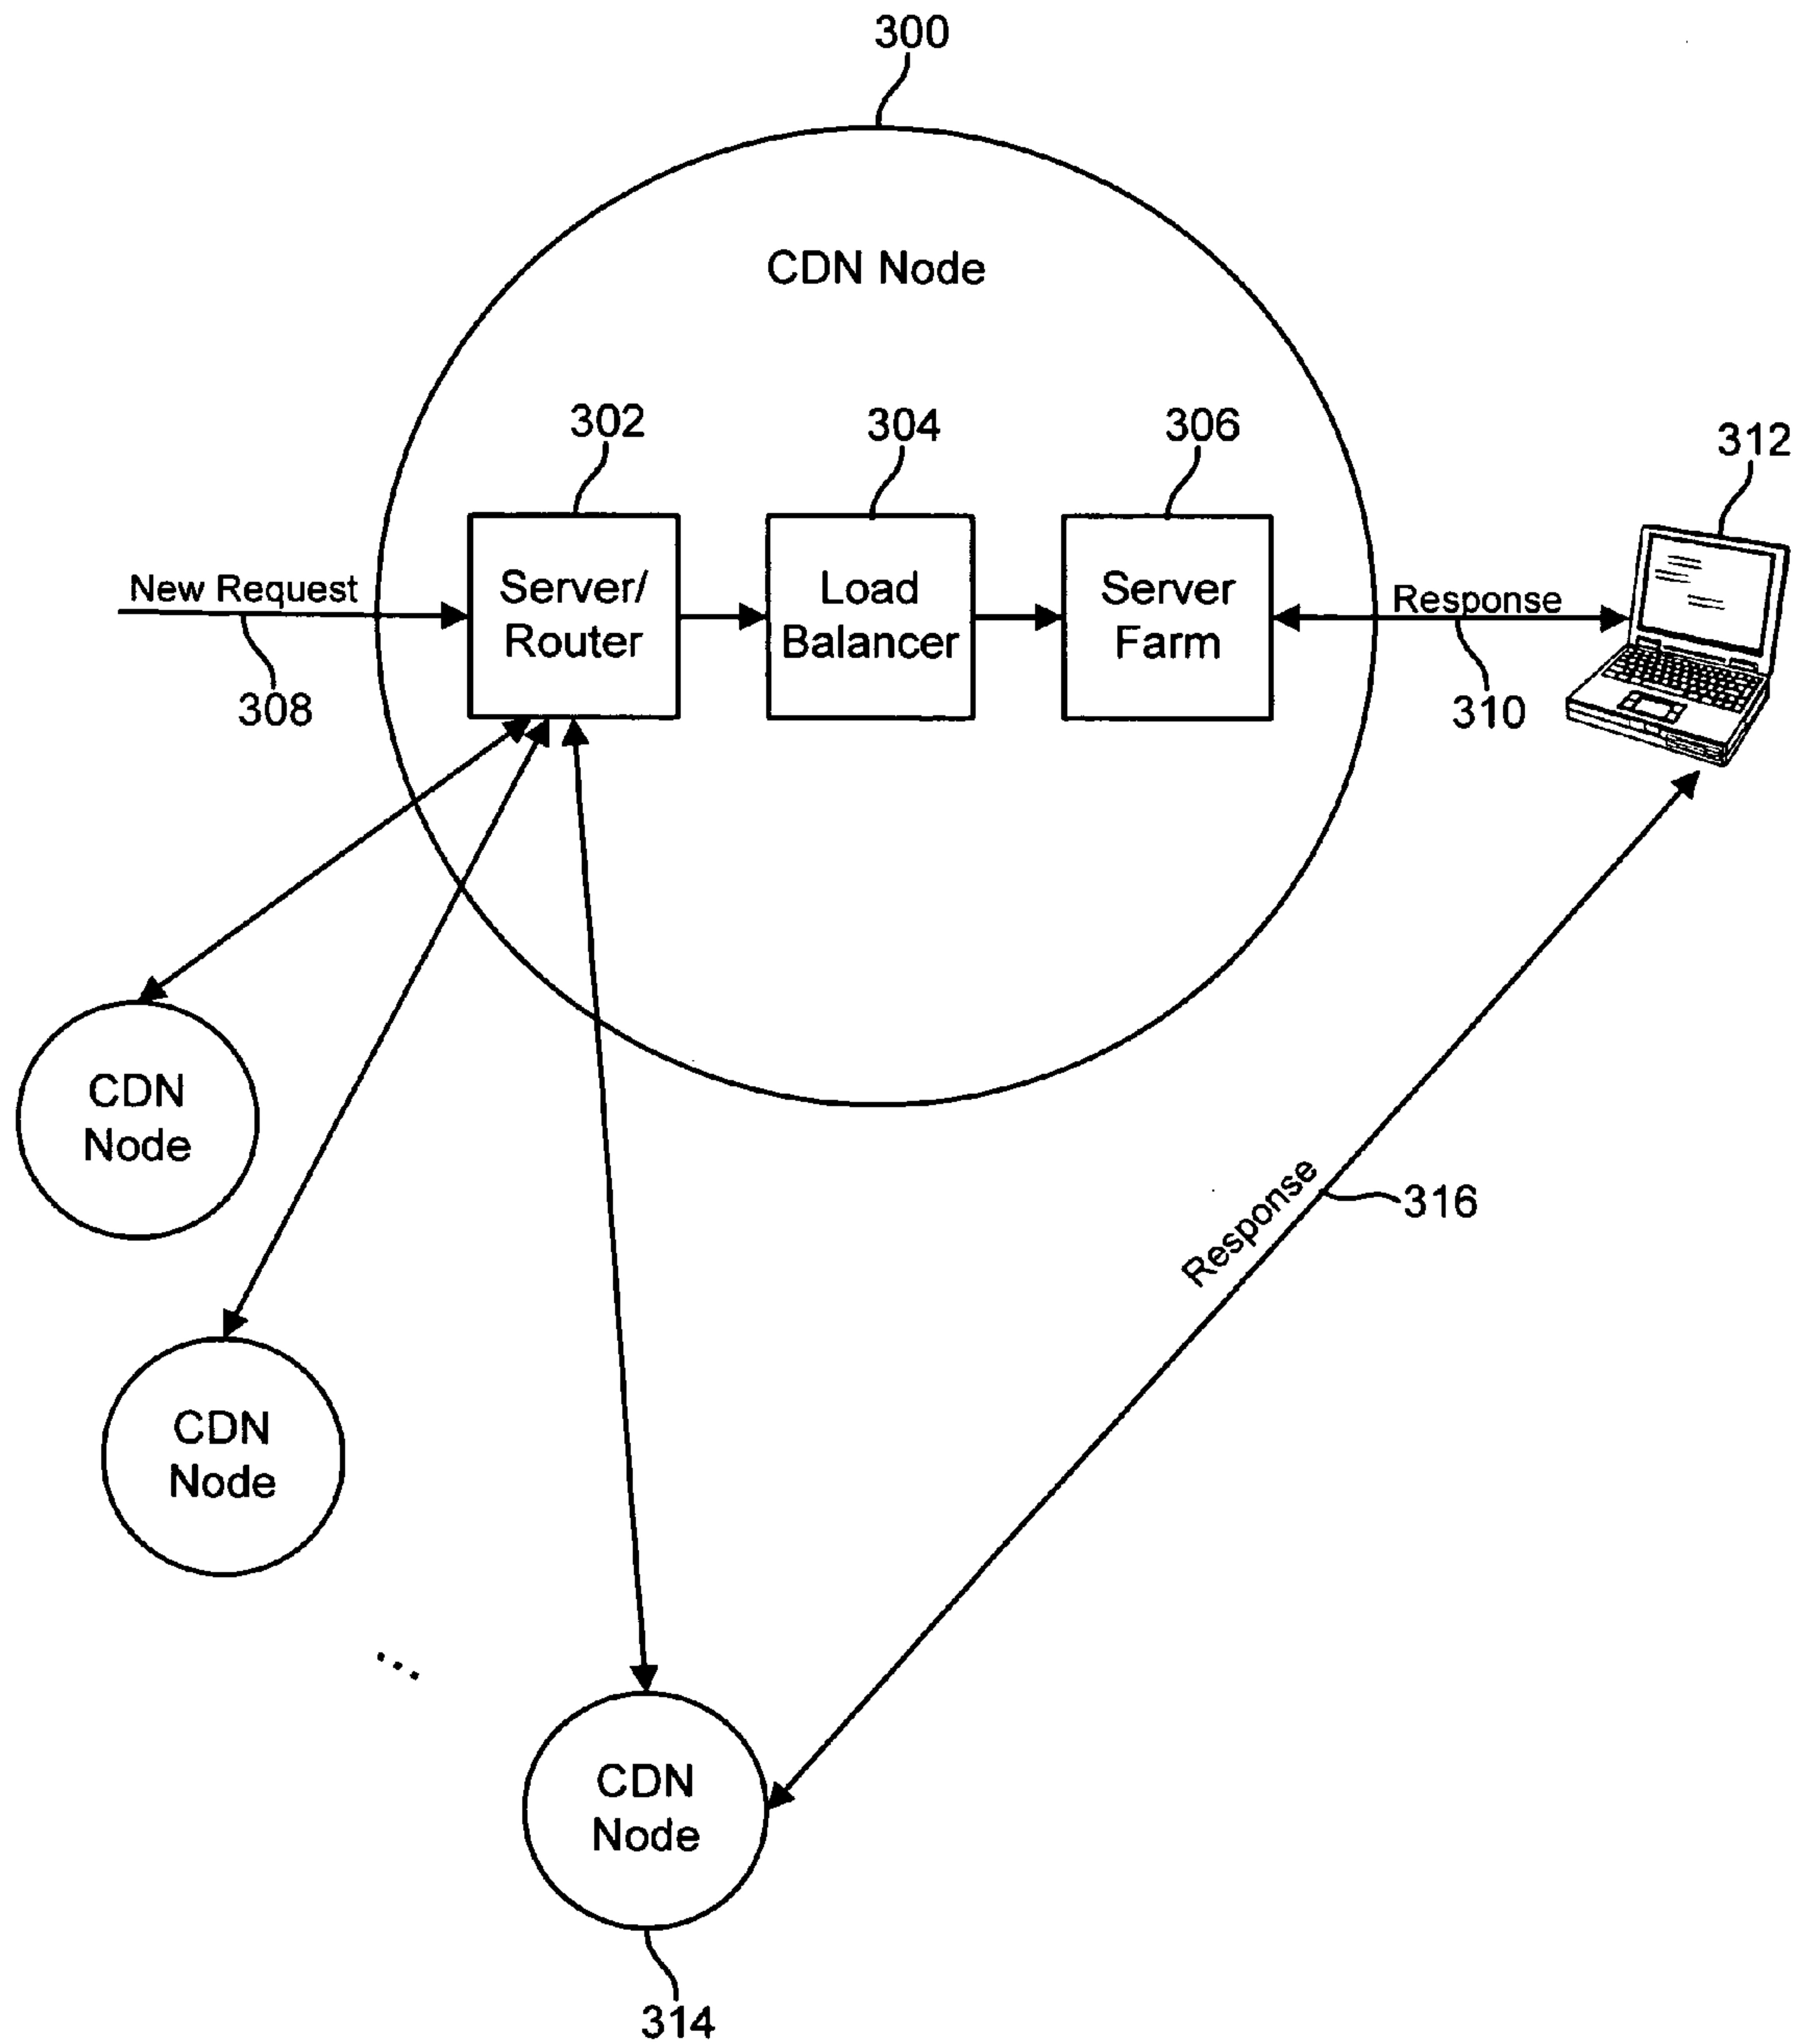 300
CDN Node
302
304
306
312
New Request
Server/
Router
Load
Balancer
Server
Farm
Response
308
310
CDN
Node
316
Response
CDN
Node
...
CDN
Node
314